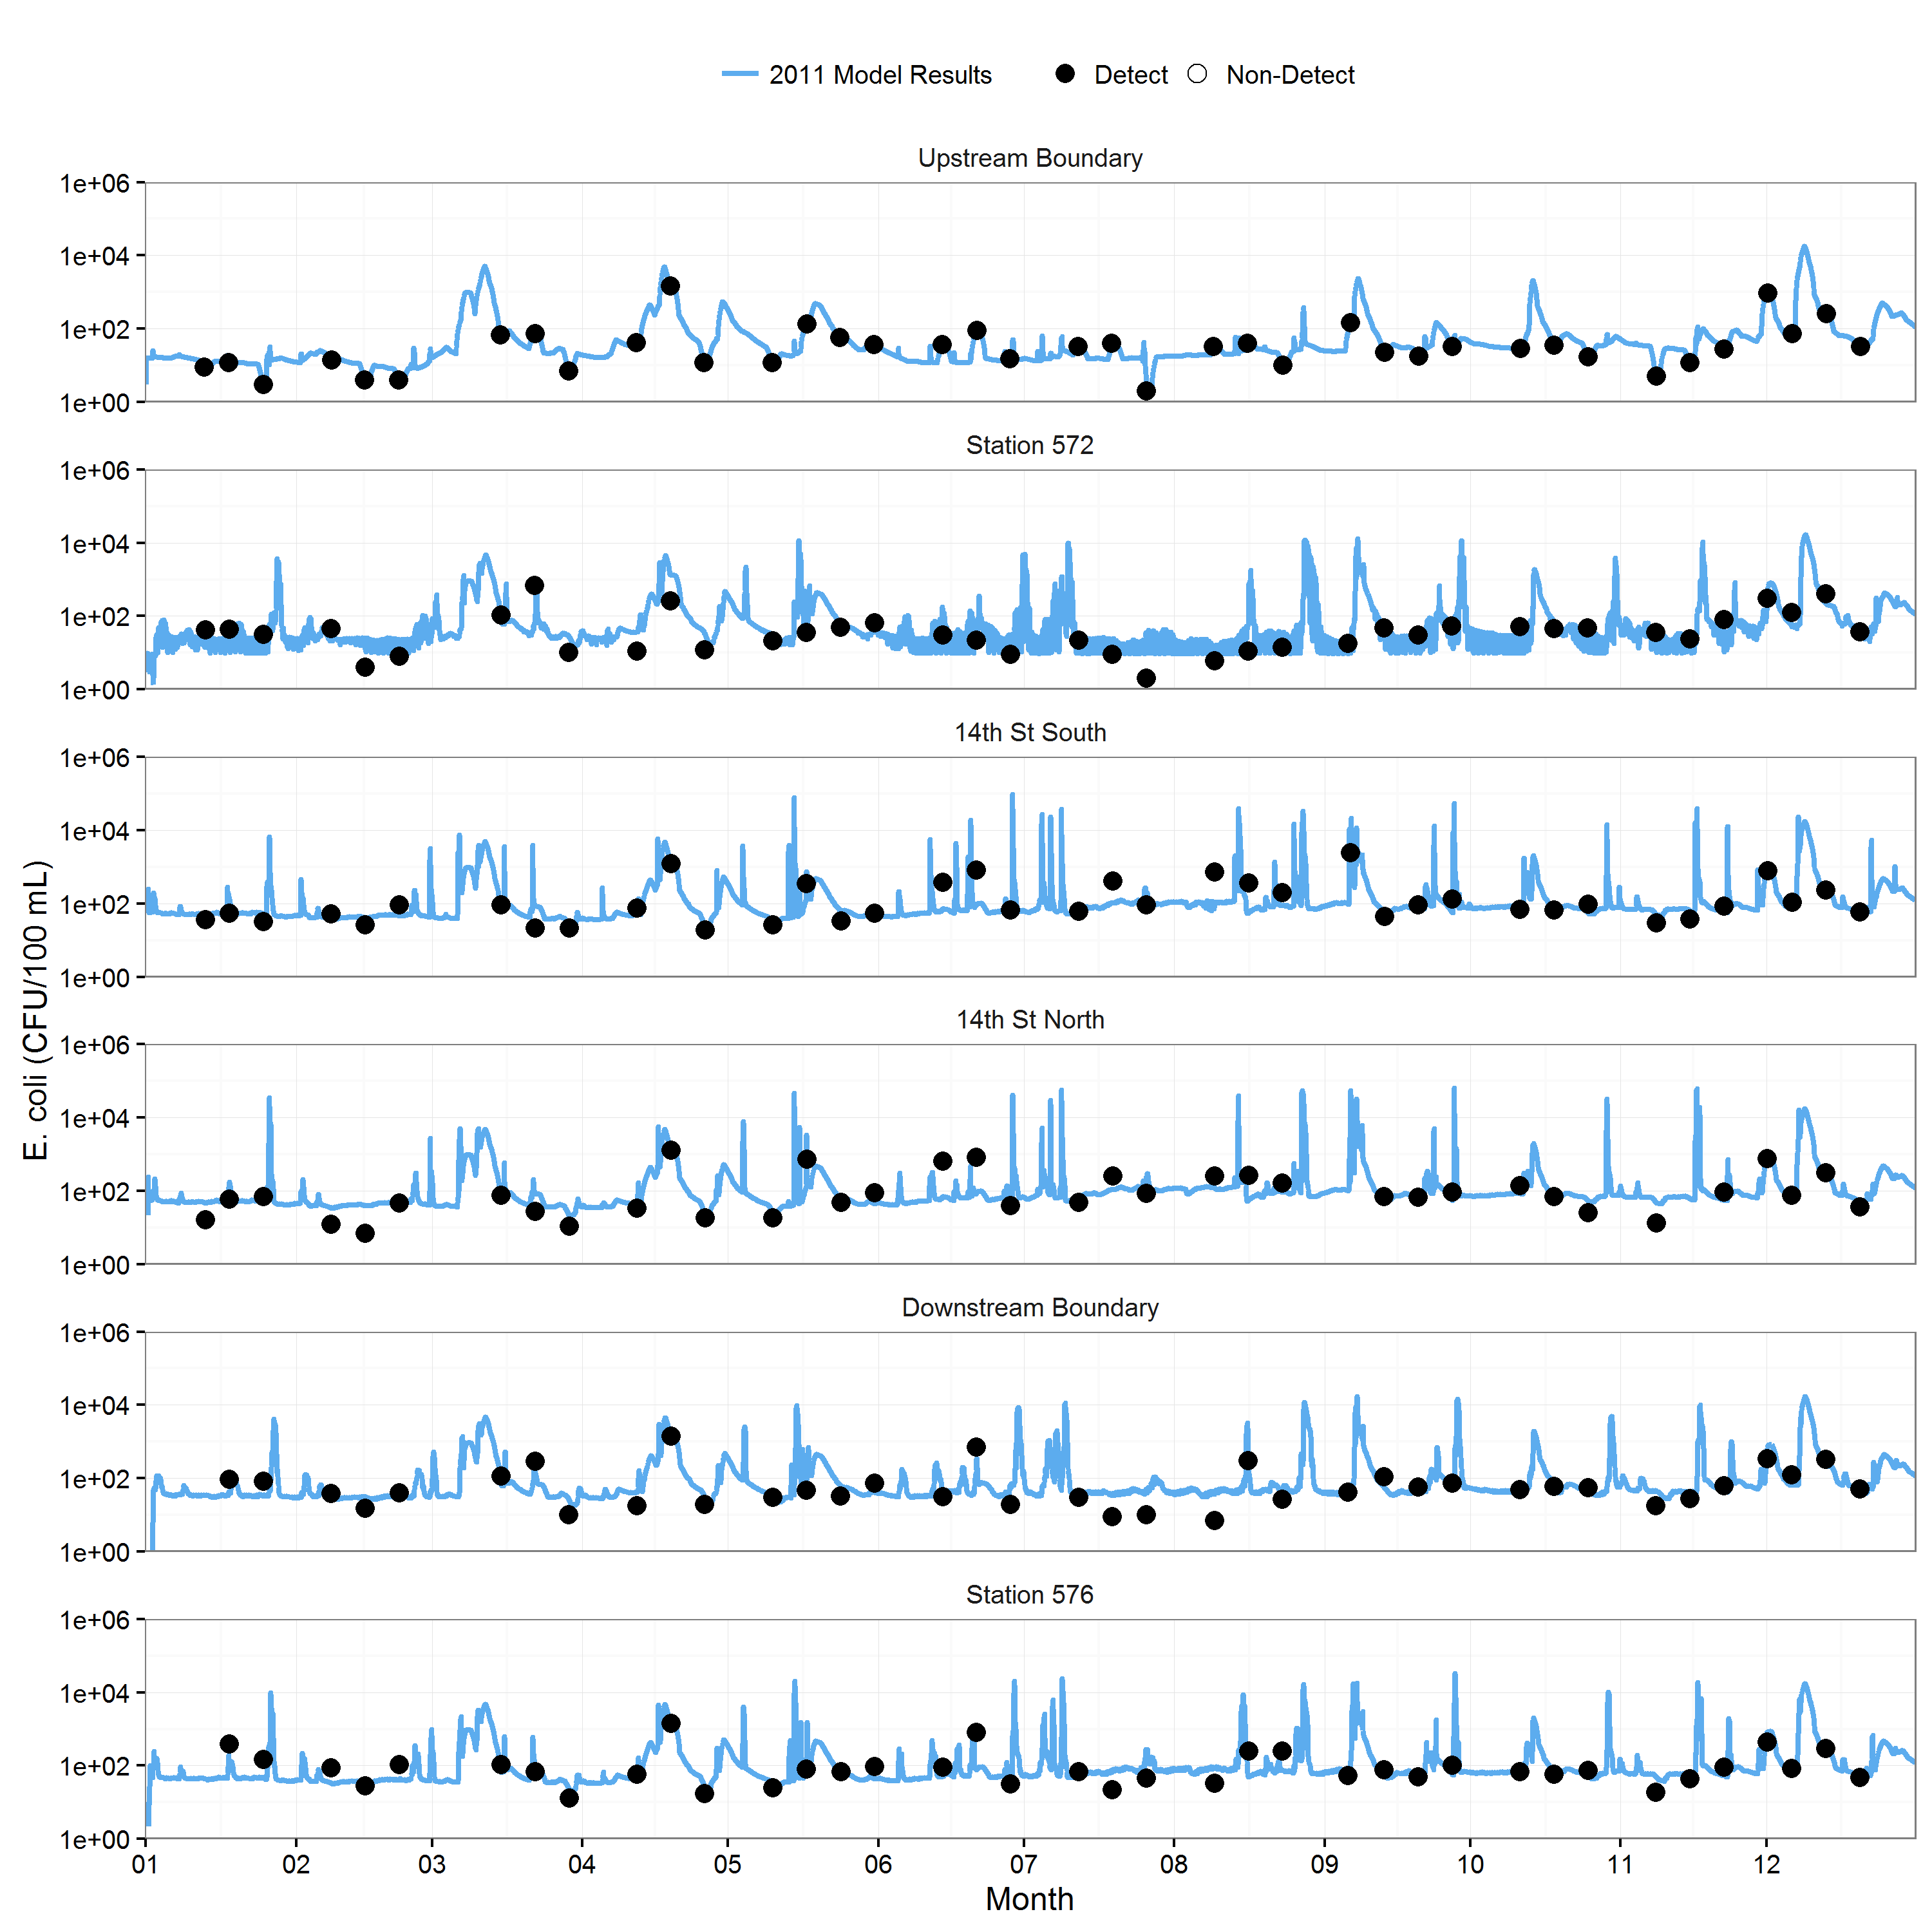 2011 Model Results Detect Non-Detect
Upstream Boundary
1e+06
1e+04
1e+02
1e+00
Station 572
1e+06
1e+04
1e+02
1e+00
14th St South
1e+06
1e+04
1e+02
1e+00
14th St North
1e+06
1e+04
1e+02
1e+00
Downstream Boundary
1e+06
1e+04
1e+02
1e+00
Station 576
1e+06
1e+04
1e+02
1e+00
E. coli (CFU/100 mL)
01 02 03 04 05 06 07 08 09 10 11 12
Month